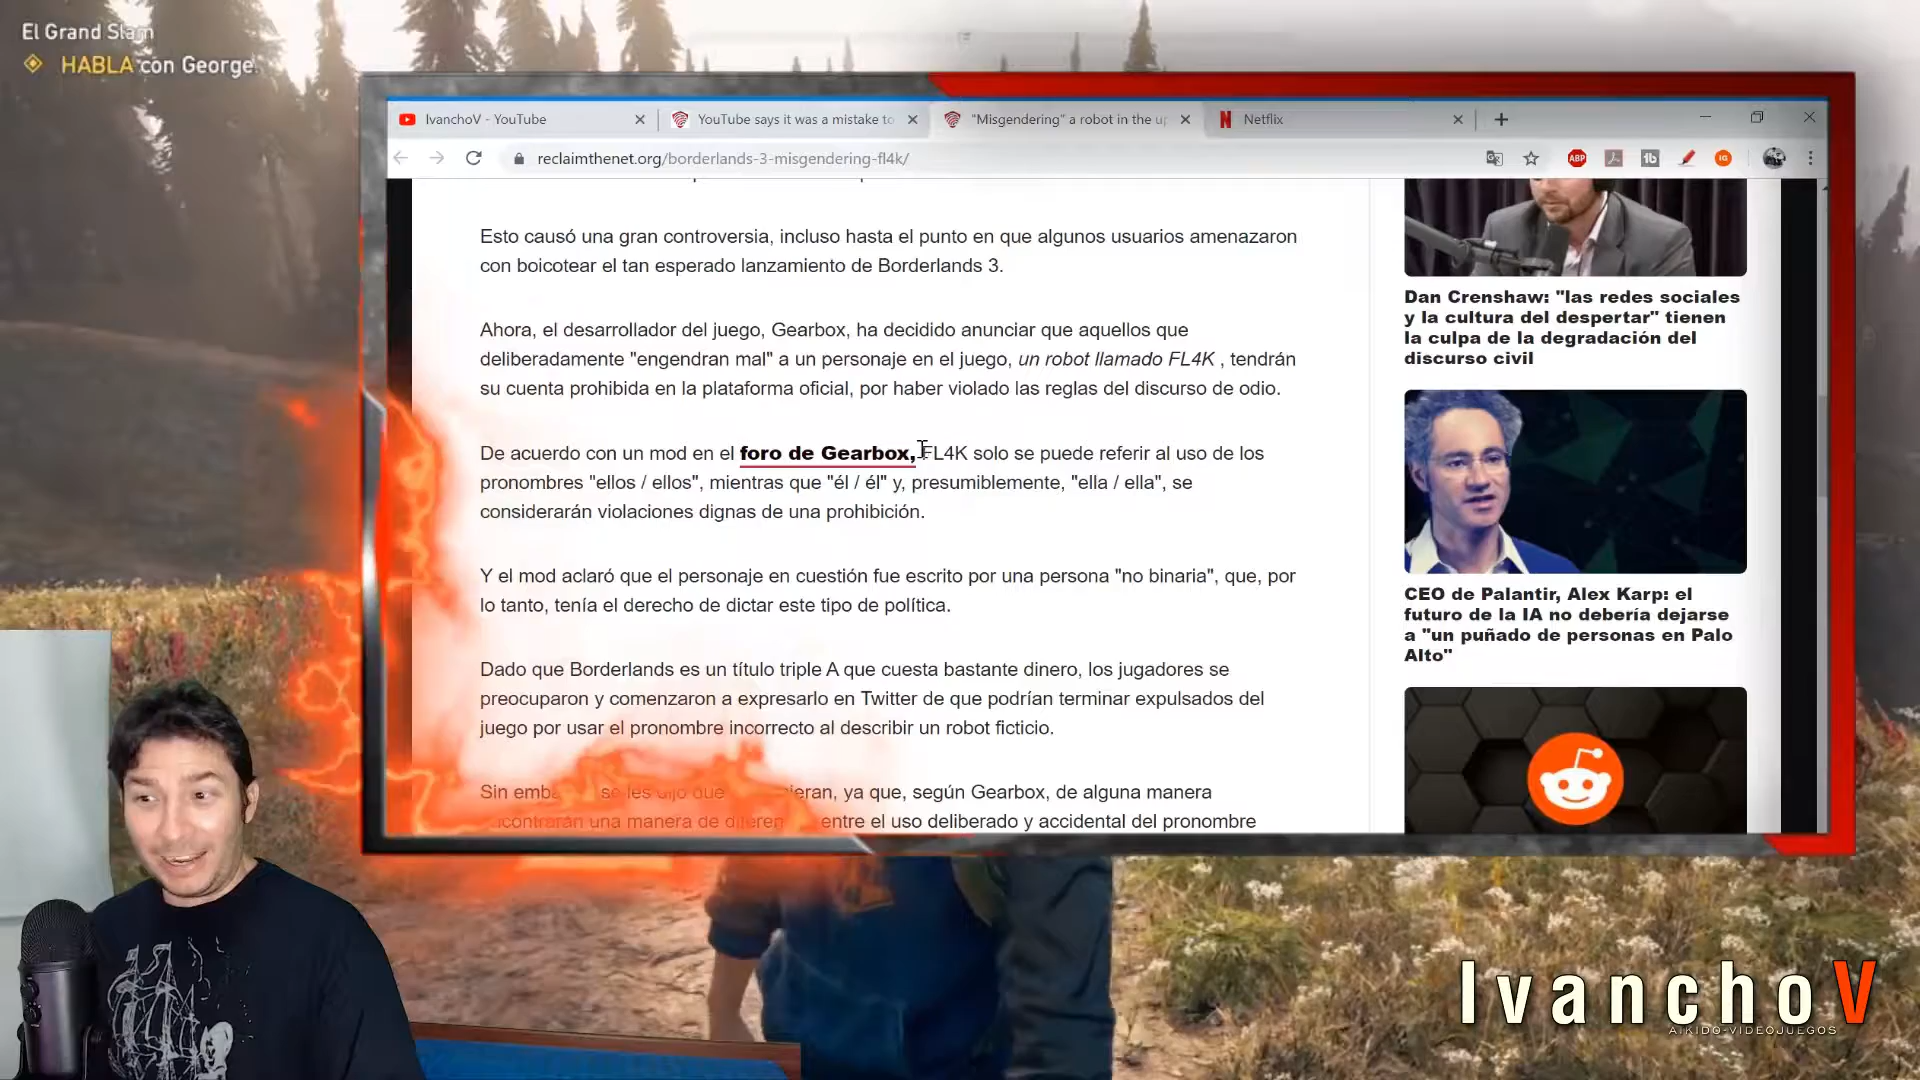 El Grand Slam
HABLA con George.
IvanchoV - YouTube
YouTube says it was a mistake to
"Misgendering" a robot in the up
Netflix
reclaimthenet.org/borderlands-3-misgendering-fl4k/
ABP
Esto causó una gran controversia, incluso hasta el punto en que algunos usuarios amenazaron
con boicotear el tan esperado lanzamiento de Borderlands 3.
Ahora, el desarrollador del juego, Gearbox, ha decidido anunciar que aquellos que
deliberadamente "engendran mal" a un personaje en el juego, un robot llamado FL4K , tendrán
su cuenta prohibida en la plataforma oficial, por haber violado las reglas del discurso de odio.
De acuerdo con un mod en el foro de Gearbox, FL4K solo se puede referir al uso de los
pronombres "ellos / ellos", mientras que "él / él" y, presumiblemente, "ella / ella", se
considerarán violaciones dignas de una prohibición.
Y el mod aclaró que el personaje en cuestión fue escrito por una persona "no binaria", que, por
lo tanto, tenía el derecho de dictar este tipo de política.
Dado que Borderlands es un título triple A que cuesta bastante dinero, los jugadores se
preocuparon y comenzaron a expresarlo en Twitter de que podrían terminar expulsados del
juego por usar el pronombre incorrecto al describir un robot ficticio.
Sin se les dijo que ya que, según Gearbox, de alguna manera
una manera de entre el uso deliberado y accidental del pronombre
Dan Crenshaw: "las redes sociales
y la cultura del despertar" tienen
la culpa de la degradación del
discurso civil
CEO de Palantir, Alex Karp: el
futuro de la IA no debería dejarse
a "un puñado de personas en Palo
Alto"
IvanchoV
AIKIDO-VIDEOJUEGOS